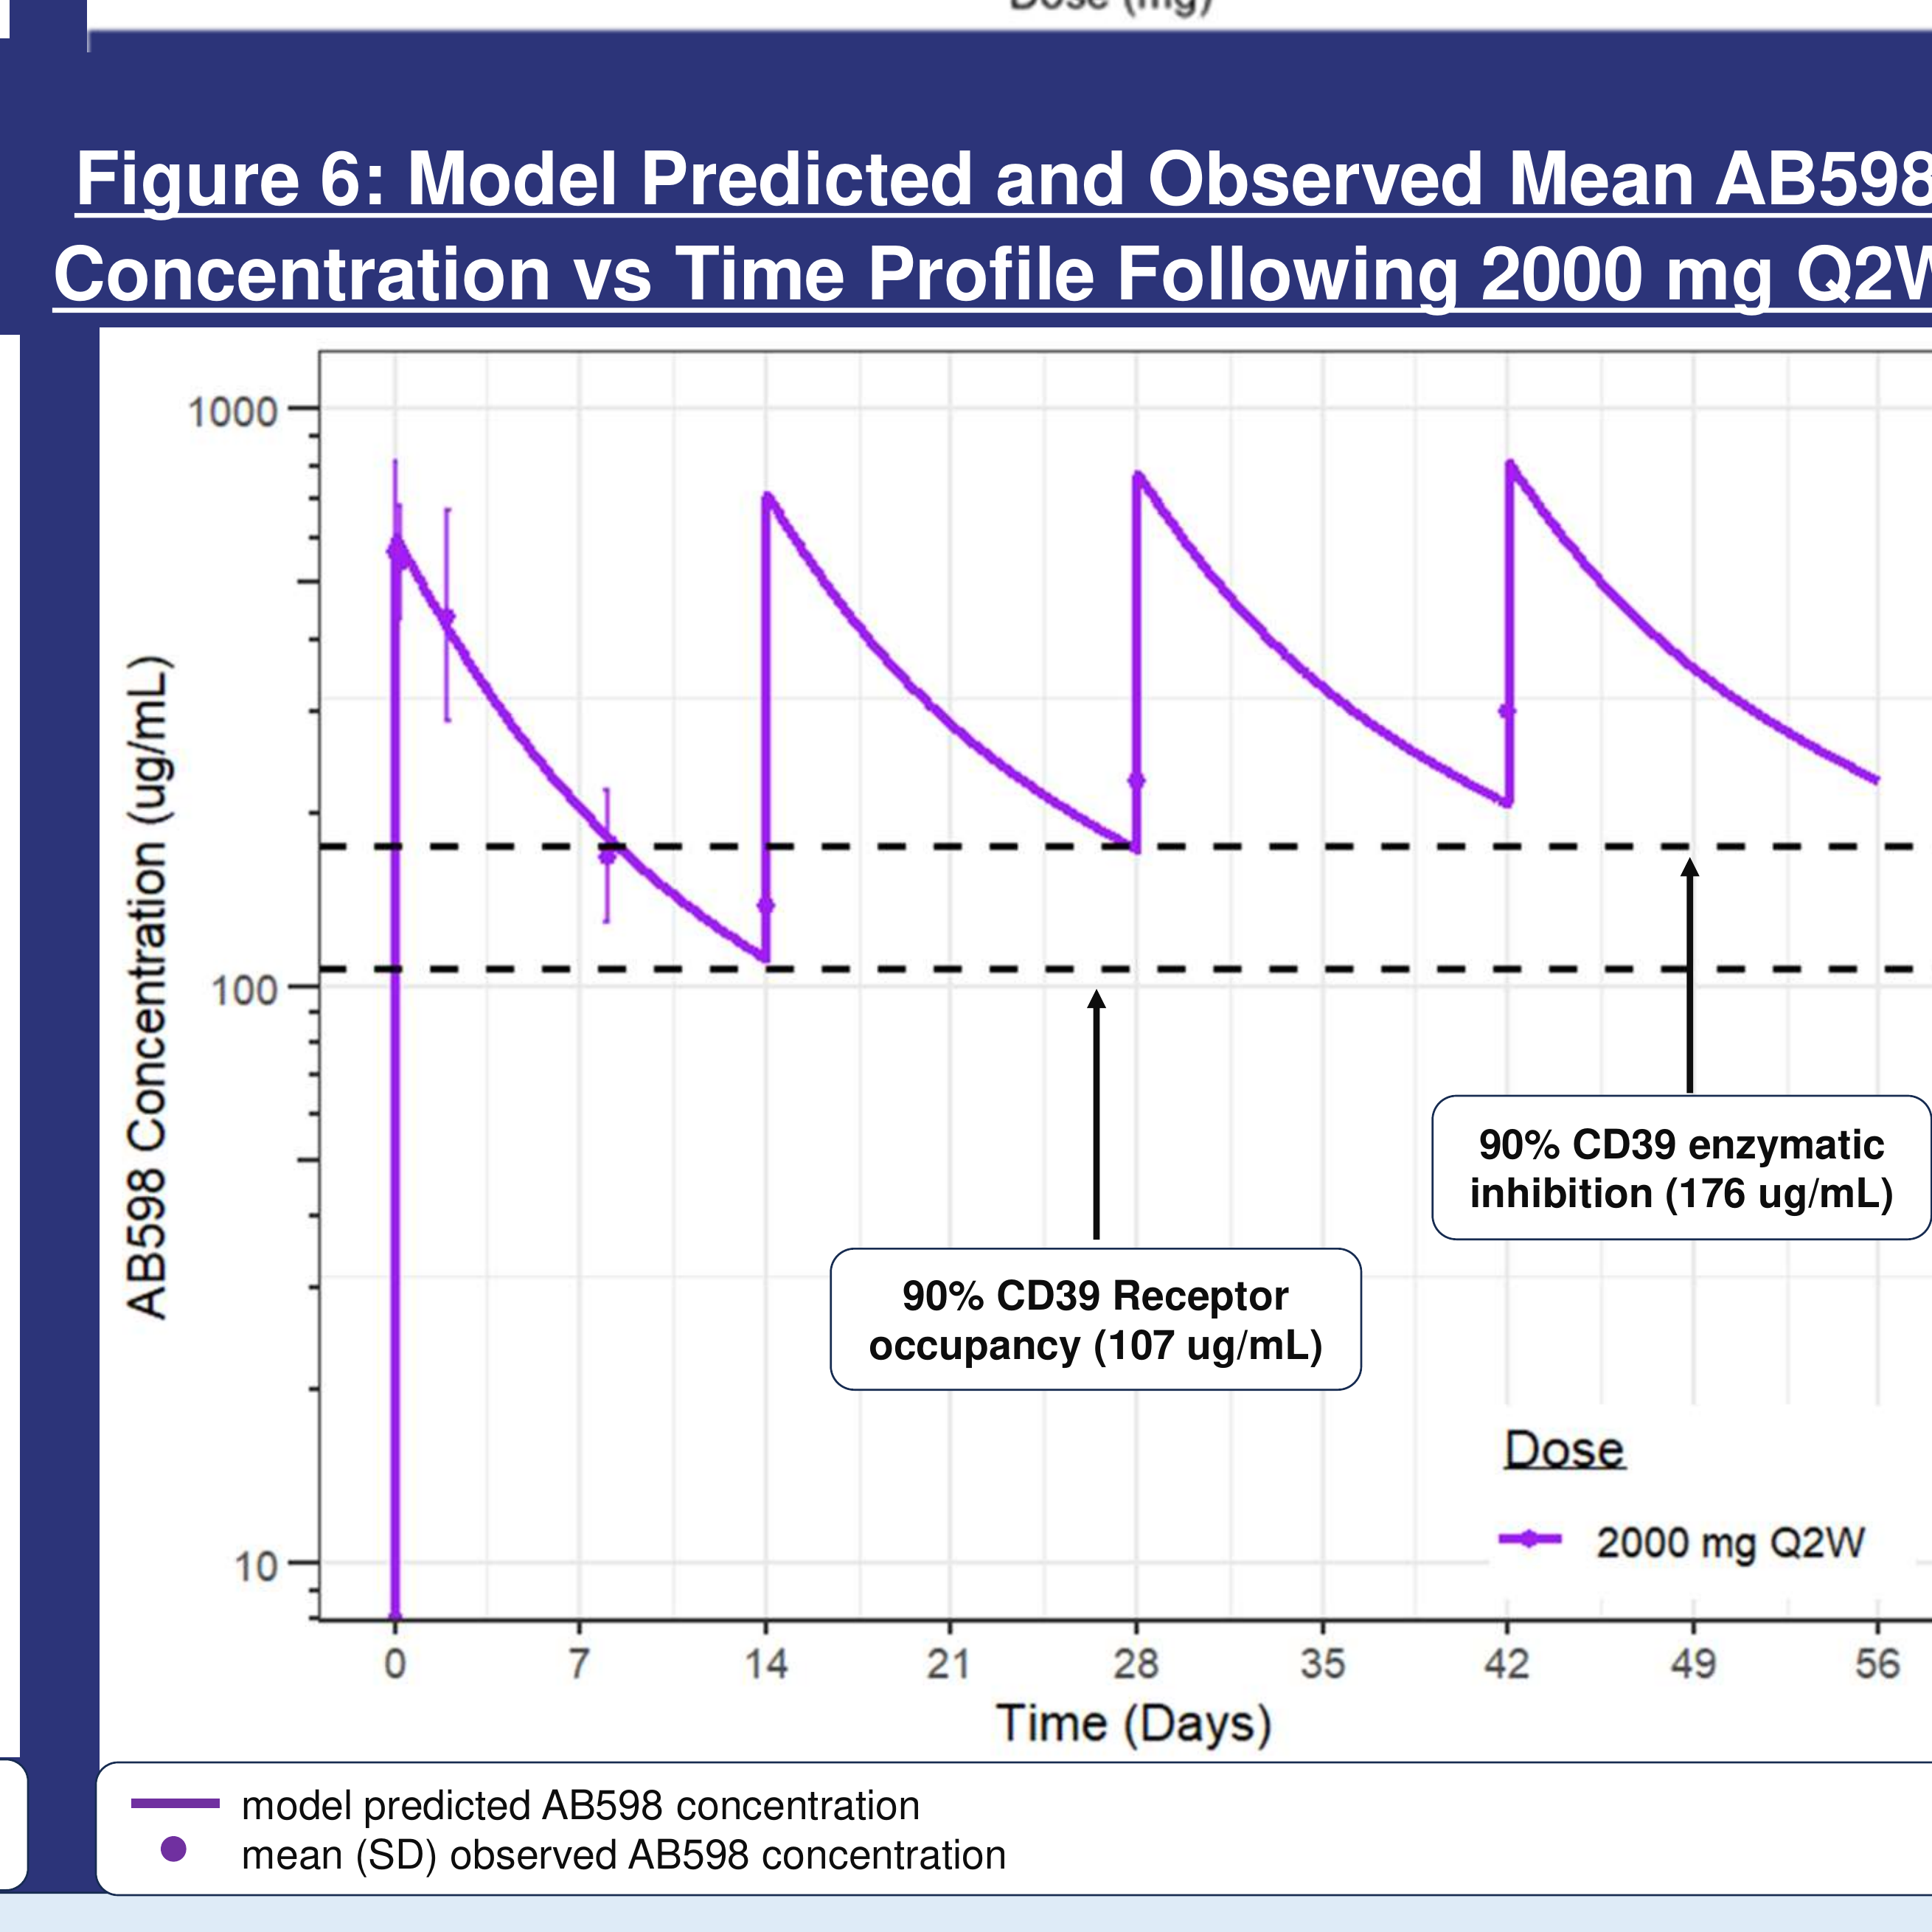 Dose (mg)
Figure 6: Model Predicted and Observed Mean AB598
Concentration vs Time Profile Following 2000 mg Q2W
1000
100
10
AB598 Concentration (ug/mL)
90% CD39 enzymatic
inhibition (176 ug/mL)
90% CD39 Receptor
occupancy (107 ug/mL)
Dose
2000 mg Q2W
0 7 14 21 28 35 42 49 56
Time (Days)
model predicted AB598 concentration
mean (SD) observed AB598 concentration